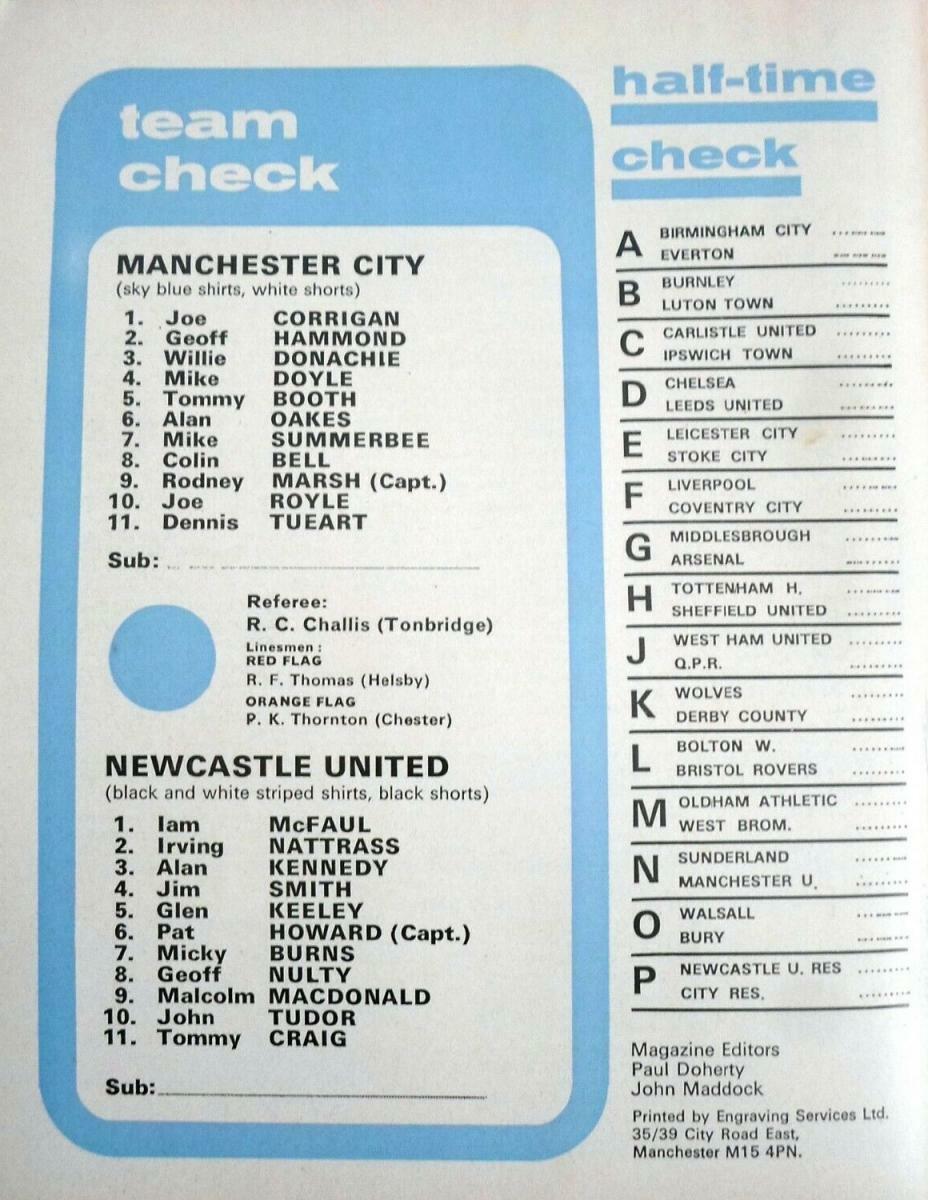 team
check
MANCHESTER CITY
(sky blue shirts, white shorts)
1. Joe CORRIGAN
2. Geoff HAMMOND
3. Willie DONACHIE
4. Mike DOYLE
5. Tommy BOOTH
6. Alan OAKES
7. Mike SUMMERBEE
8. Colin BELL
9. Rodney MARSH (Capt.)
10. Joe ROYLE
11. Dennis TUEART
Sub:
Referee:
R. C. Challis (Tonbridge)
Linesmen :
RED FLAG
R. F. Thomas (Helsby)
ORANGE FLAG
P. K. Thornton (Chester)
NEWCASTLE UNITED
(black and white striped shirts, black shorts)
1. Iam McFAUL
2. Irving NATTRASS
3. Alan KENNEDY
4. Jim SMITH
5. Glen KEELEY
6. Pat HOWARD (Capt.)
7. Micky BURNS
8. Geoff NULTY
9. Malcolm MACDONALD
10. John TUDOR
11. Tommy CRAIG
Sub:
half-time
check
A BIRMINGHAM CITY .........
EVERTON .........
B BURNLEY .........
LUTON TOWN .........
C CARLISTLE UNITED .........
IPSWICH TOWN .........
D CHELSEA .........
LEEDS UNITED .........
E LEICESTER CITY .........
STOKE CITY .........
F LIVERPOOL .........
COVENTRY CITY .........
G MIDDLESBROUGH .........
ARSENAL .........
H TOTTENHAM H. .........
SHEFFIELD UNITED .........
J WEST HAM UNITED .........
Q.P.R. .........
K WOLVES .........
DERBY COUNTY .........
L BOLTON W. .........
BRISTOL ROVERS .........
M OLDHAM ATHLETIC .........
WEST BROM. .........
N SUNDERLAND .........
MANCHESTER U. .........
O WALSALL .........
BURY .........
P NEWCASTLE U. RES .........
CITY RES. .........
Magazine Editors
Paul Doherty
John Maddock
Printed by Engraving Services Ltd.
35/39 City Road East,
Manchester M15 4PN.